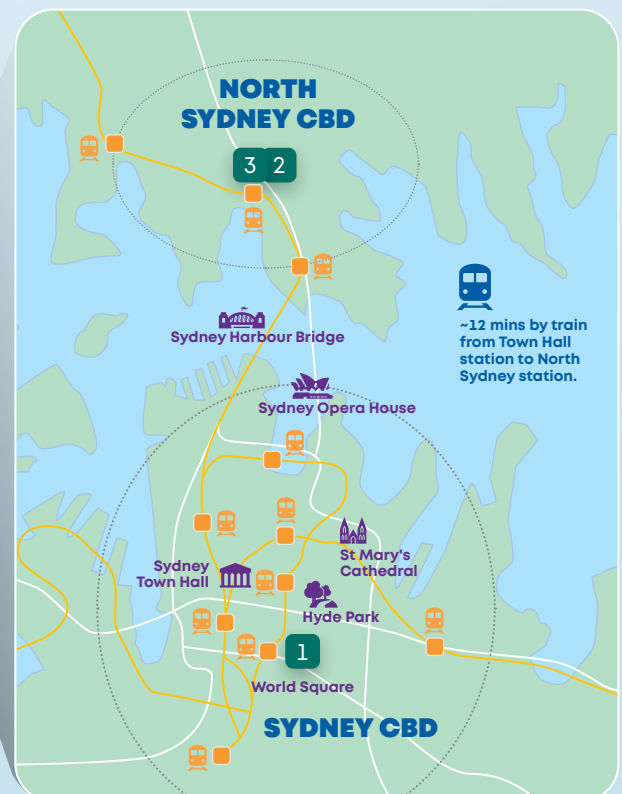 NORTH
SYDNEY CBD
3 2
~12 mins by train
from Town Hall
station to North
Sydney station.
Sydney Harbour Bridge
Sydney Opera House
St Mary's
Cathedral
Sydney
Town Hall
Hyde Park
1
World Square
SYDNEY CBD